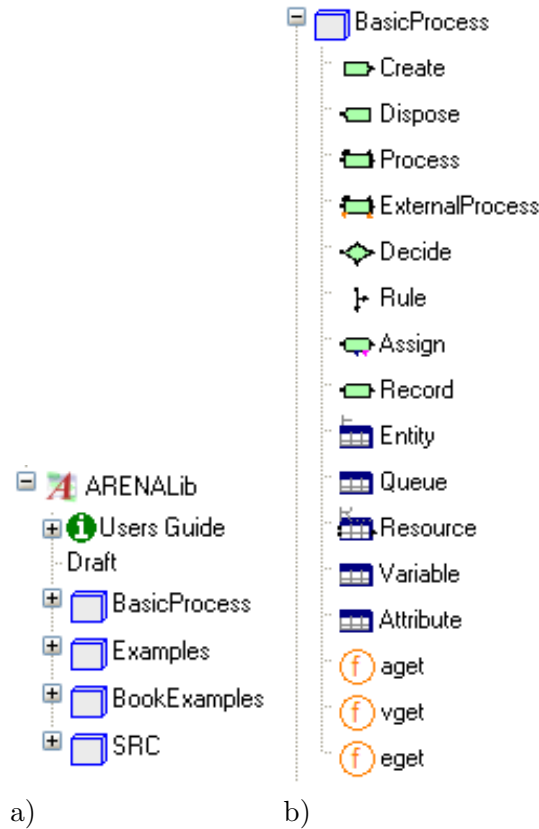 ARENALib
Users Guide
Draft
BasicProcess
Examples
BookExamples
SRC
a)
BasicProcess
Create
Dispose
Process
ExternalProcess
Decide
Rule
Assign
Record
Entity
Queue
Resource
Variable
Attribute
f aget
f vget
f eget
b)